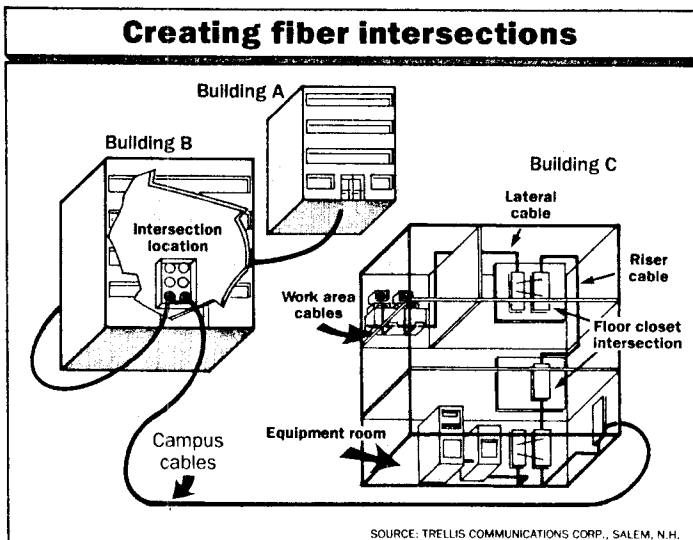 Creating fiber intersections
Building A
Building B
Building C
Intersection
location
Lateral
cable
Riser
cable
Work area
cables
Floor closet
intersection
Equipment room
Campus
cables
SOURCE: TRELLIS COMMUNICATIONS CORP., SALEM, N.H.